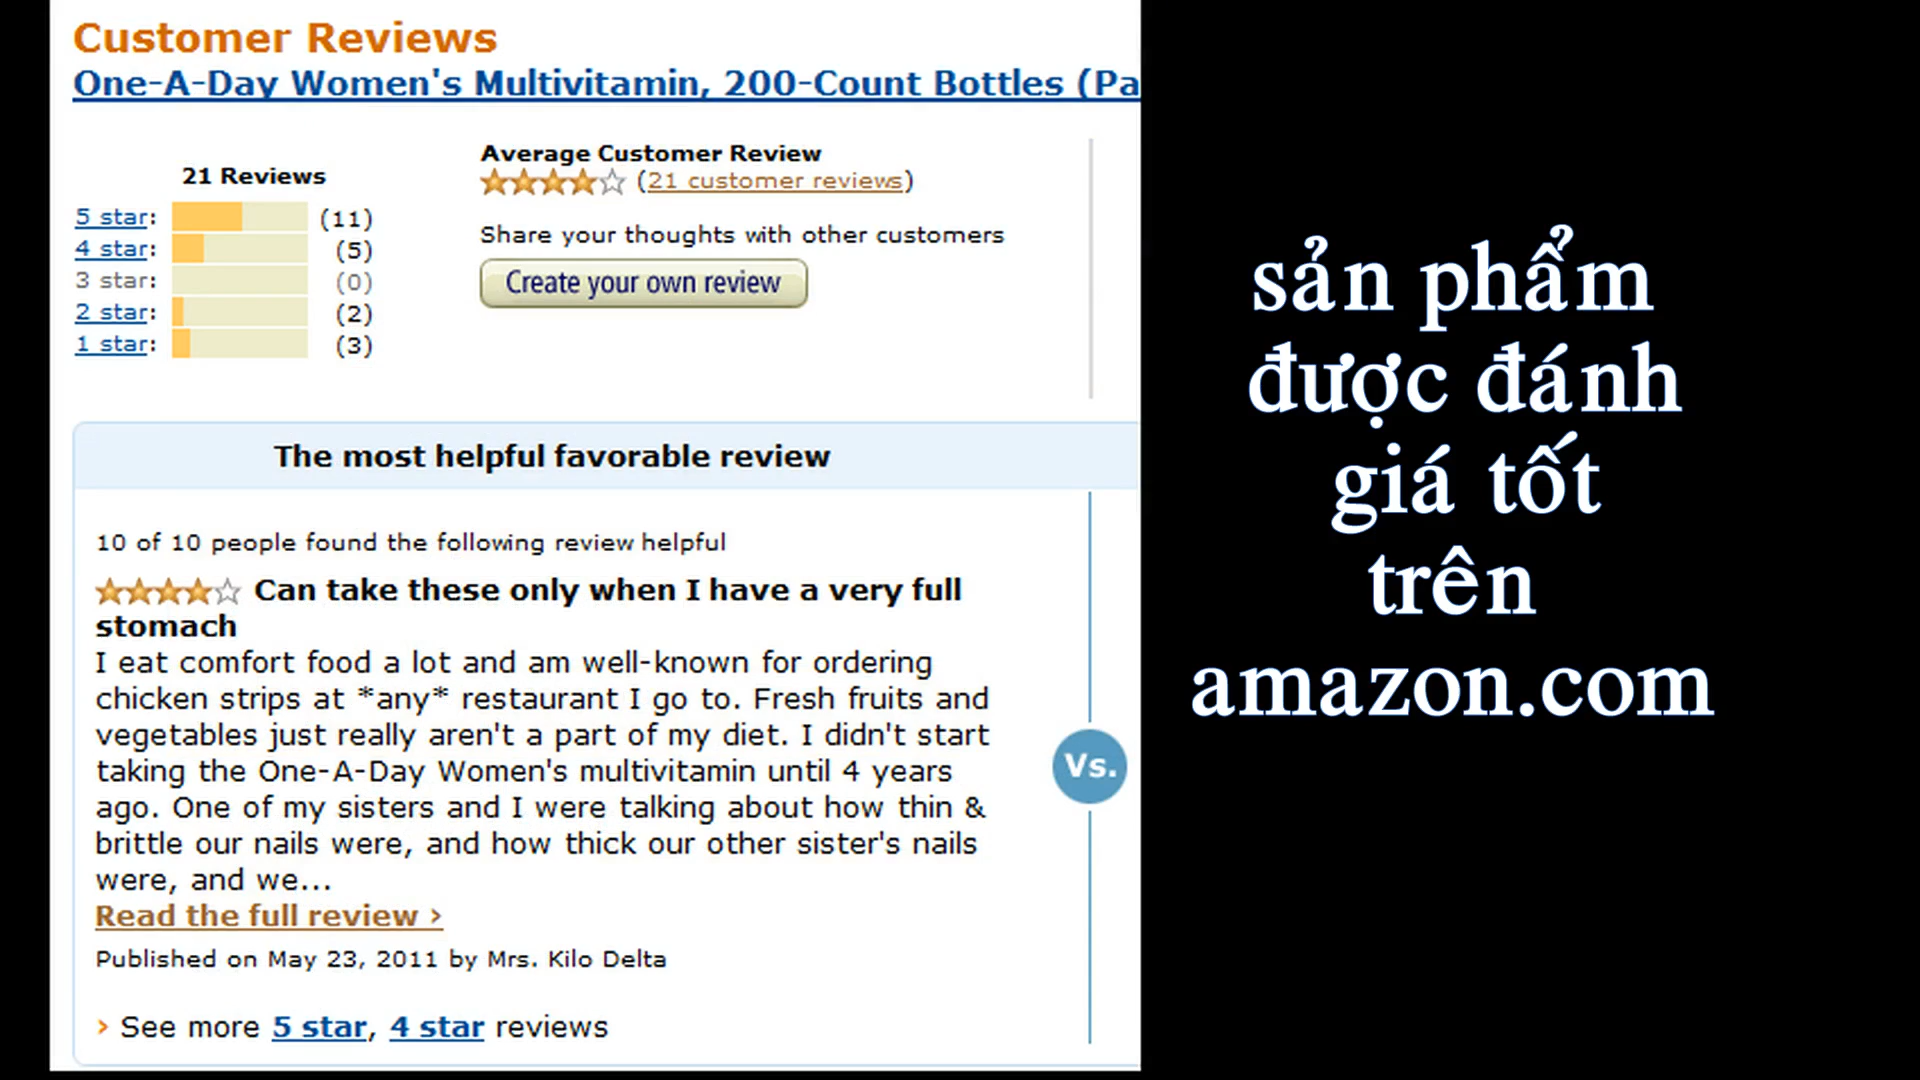 Customer Reviews
One-A-Day Women's Multivitamin, 200-Count Bottles (Pa
21 Reviews
5 star: (11)
4 star: (5)
3 star: (0)
2 star: (2)
1 star: (3)
Average Customer Review
(21 customer reviews)
Share your thoughts with other customers
Create your own review
The most helpful favorable review
10 of 10 people found the following review helpful
Can take these only when I have a very full
stomach
I eat comfort food a lot and am well-known for ordering
chicken strips at *any* restaurant I go to. Fresh fruits and
vegetables just really aren't a part of my diet. I didn't start
taking the One-A-Day Women's multivitamin until 4 years
ago. One of my sisters and I were talking about how thin &
brittle our nails were, and how thick our other sister's nails
were, and we...
Read the full review ›
Published on May 23, 2011 by Mrs. Kilo Delta
› See more 5 star, 4 star reviews
Vs.
sản phẩm
được đánh
giá tốt
trên
amazon.com